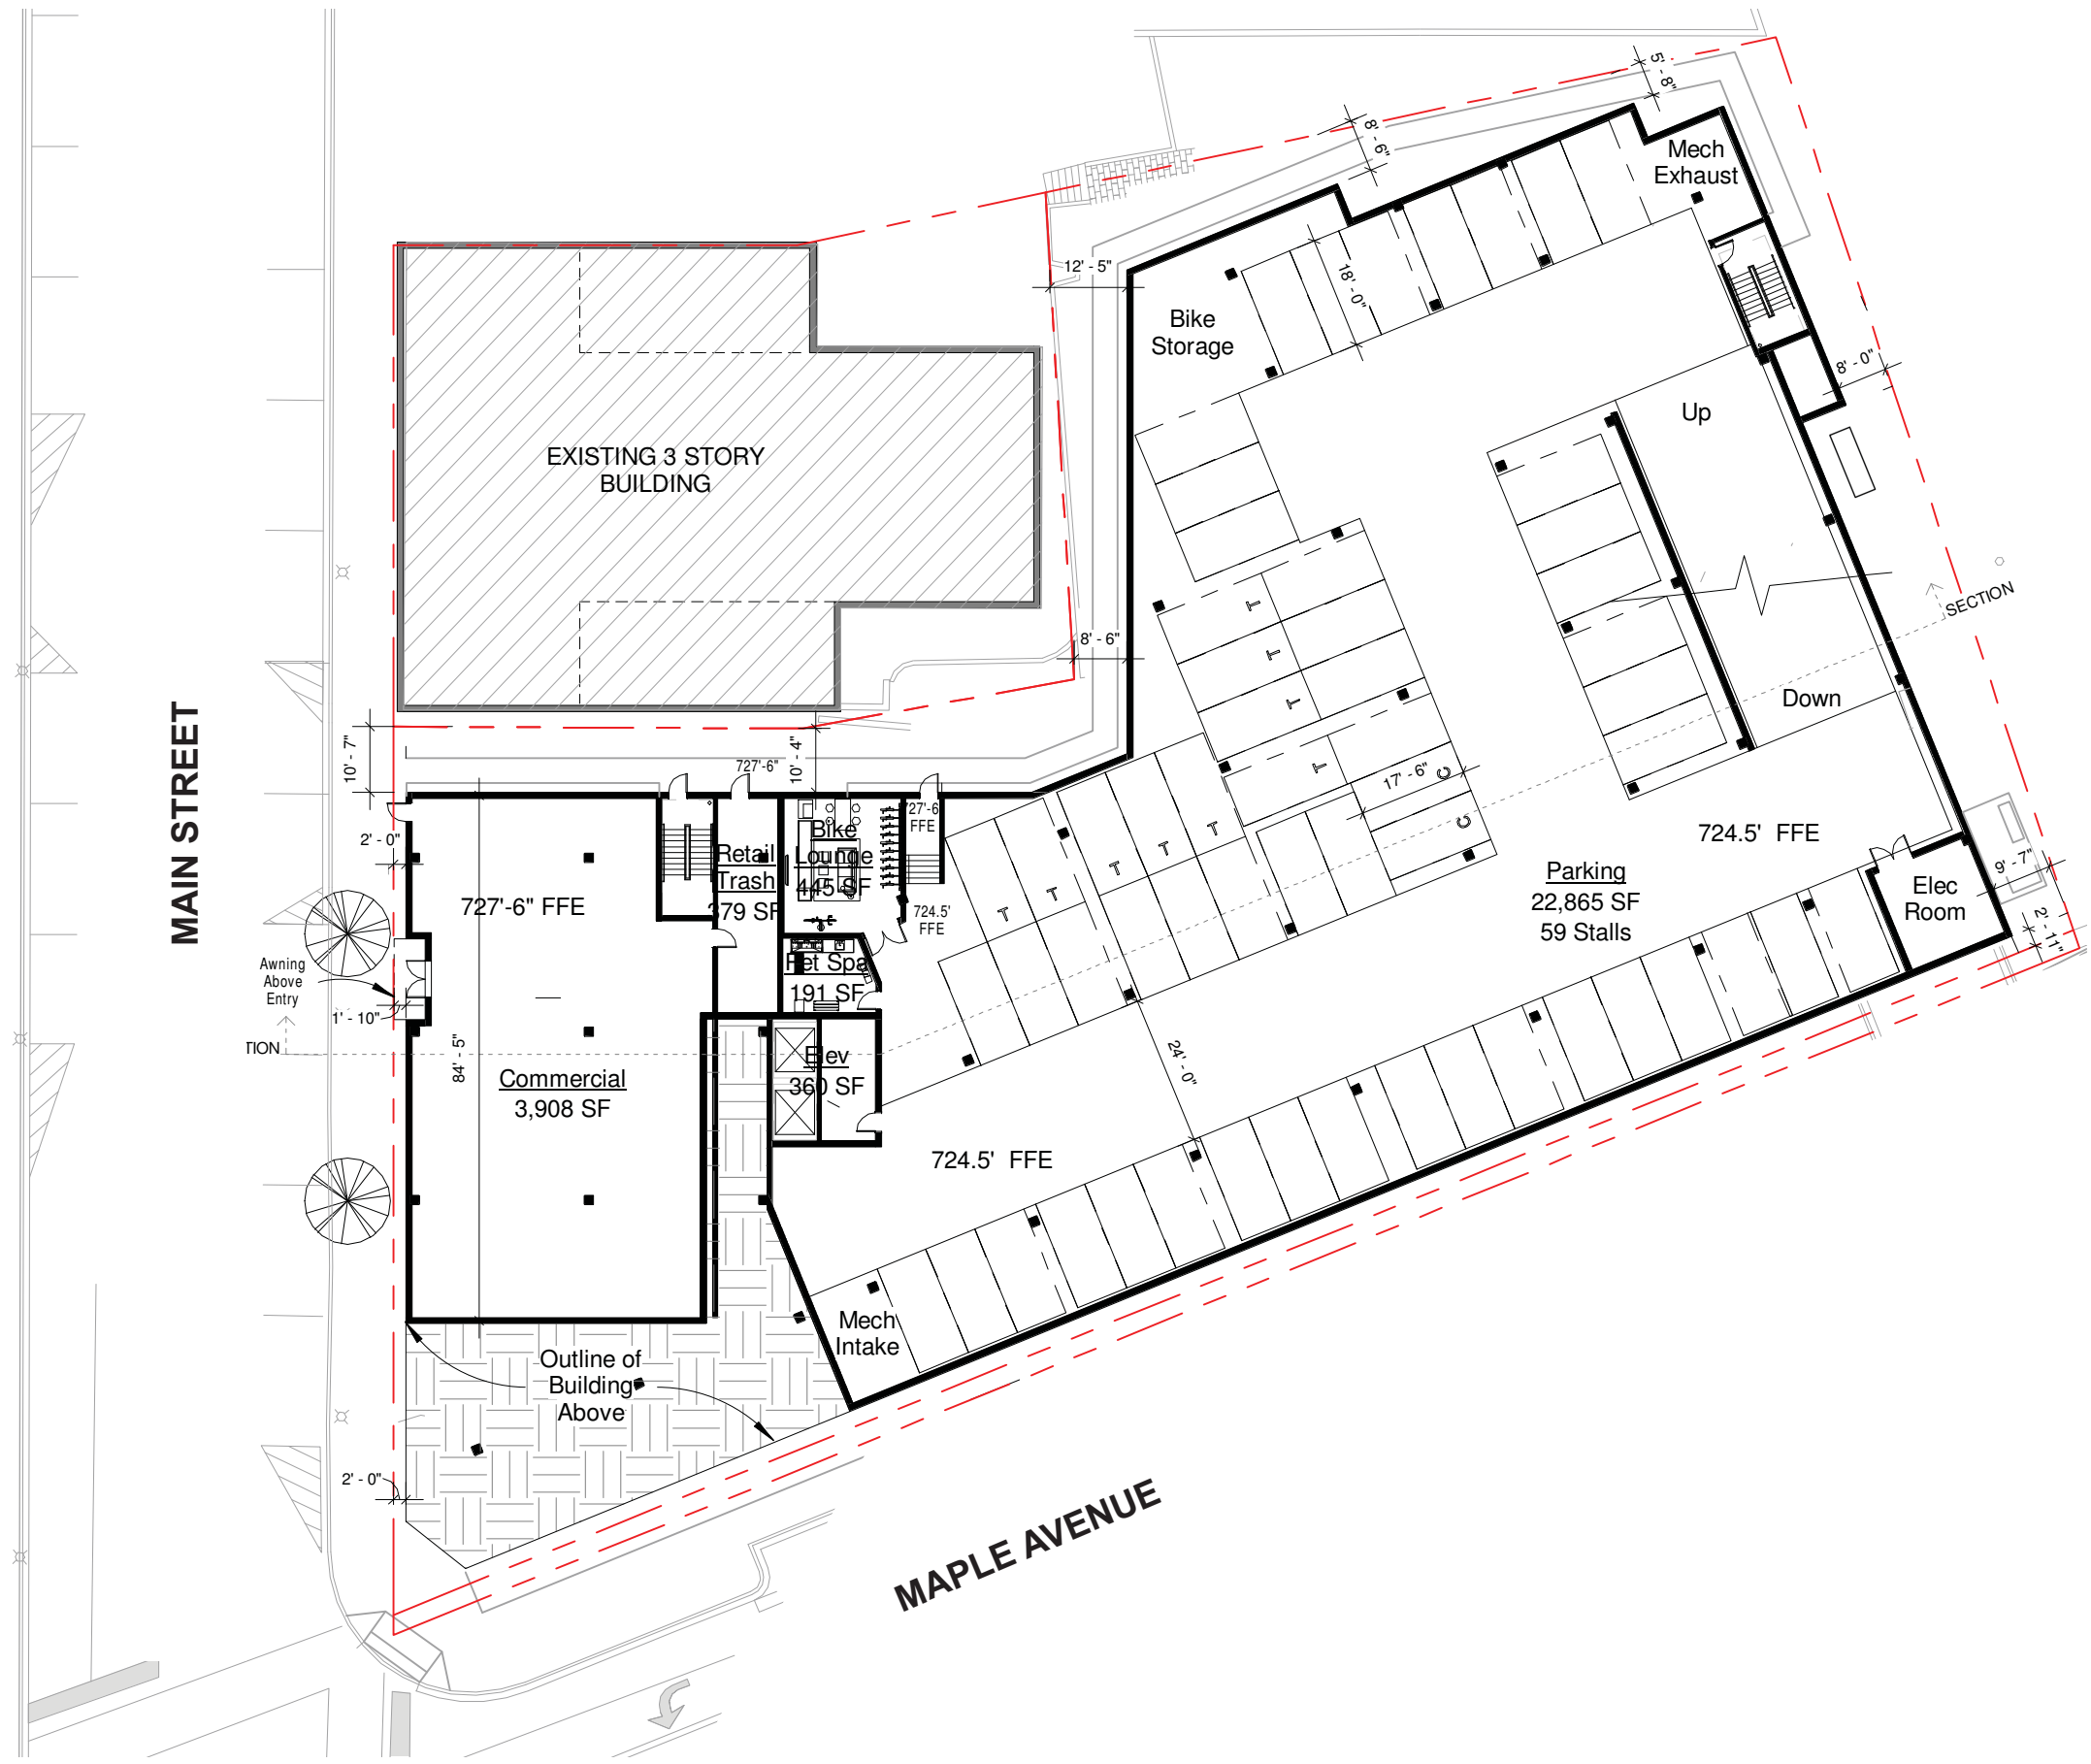 5' - 8"
8' - 6"
Mech
Exhaust
12' - 5"
18' - 0"
Bike
Storage
8' - 0"
Up
EXISTING 3 STORY
BUILDING
SECTION
8' - 6"
Down
MAIN STREET
10' - 7"
727'-6"
10' - 4"
17' - 6"
C
C
T
T
T
T
T
T
T
T
T
2' - 0"
727'-6
FFE
Bike
Lounge
445 SF
Retail
Trash
379 SF
727'-6" FFE
724.5'
FFE
724.5' FFE
Parking
22,865 SF
59 Stalls
Elec
Room
9' - 7"
2' - 11"
Awning
Above
Entry
Pet Spa
191 SF
1' - 10"
TION
84' - 5"
Elev
360 SF
24' - 0"
Commercial
3,908 SF
724.5' FFE
Mech
Intake
Outline of
Building
Above
2' - 0"
MAPLE AVENUE